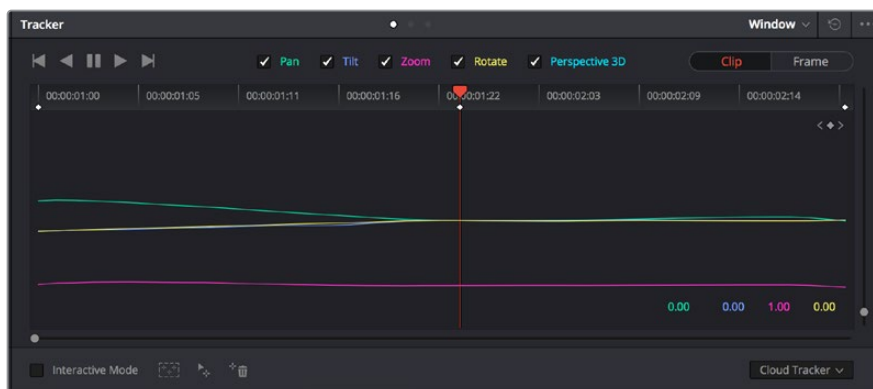 Tracker Window
Pan Tilt Zoom Rotate Perspective 3D Clip Frame
00:00:01:00 00:00:01:05 00:00:01:11 00:00:01:16 00:00:01:22 00:00:02:03 00:00:02:09 00:00:02:14
0.00 0.00 1.00 0.00
Interactive Mode Cloud Tracker